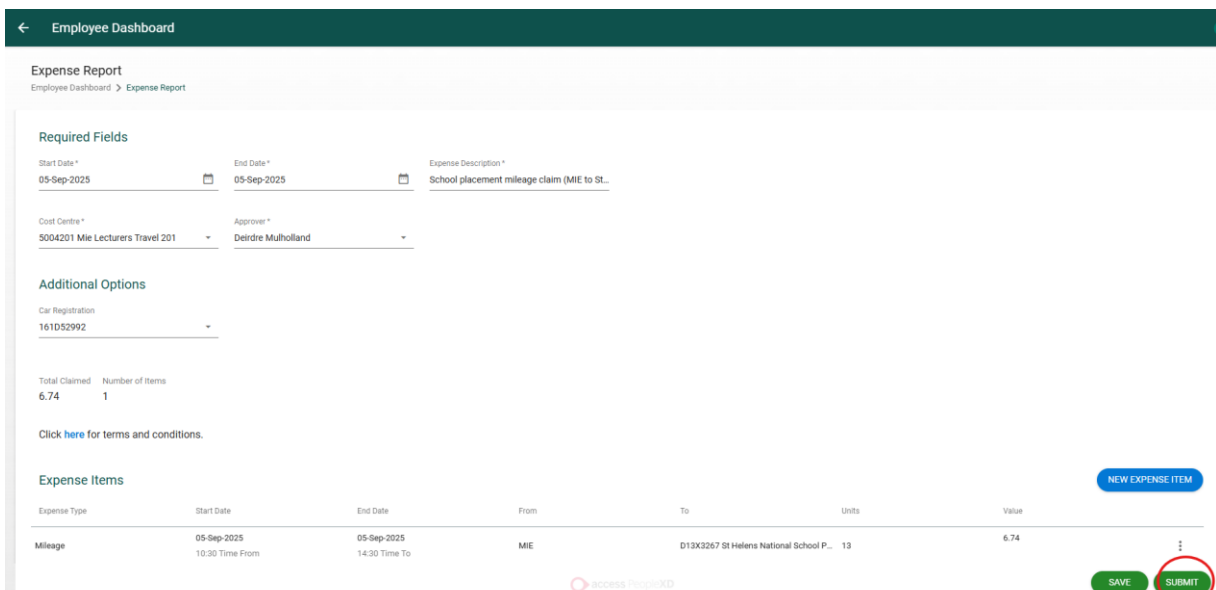 Employee Dashboard
Expense Report
Employee Dashboard > Expense Report
Required Fields
Start Date * End Date * Expense Description *
05-Sep-2025 05-Sep-2025 School placement mileage claim (MIE to St...
Cost Centre * Approver *
5004201 Mie Lecturers Travel 201 Deirdre Mulholland
Additional Options
Car Registration
161D52992
Total Claimed Number of Items
6.74 1
Click here for terms and conditions.
Expense Items NEW EXPENSE ITEM
Expense Type Start Date End Date From To Units Value
Mileage 05-Sep-2025 05-Sep-2025 MIE D13X3267 St Helens National School P... 13 6.74
10:30 Time From 14:30 Time To
access PeopleXD SAVE SUBMIT